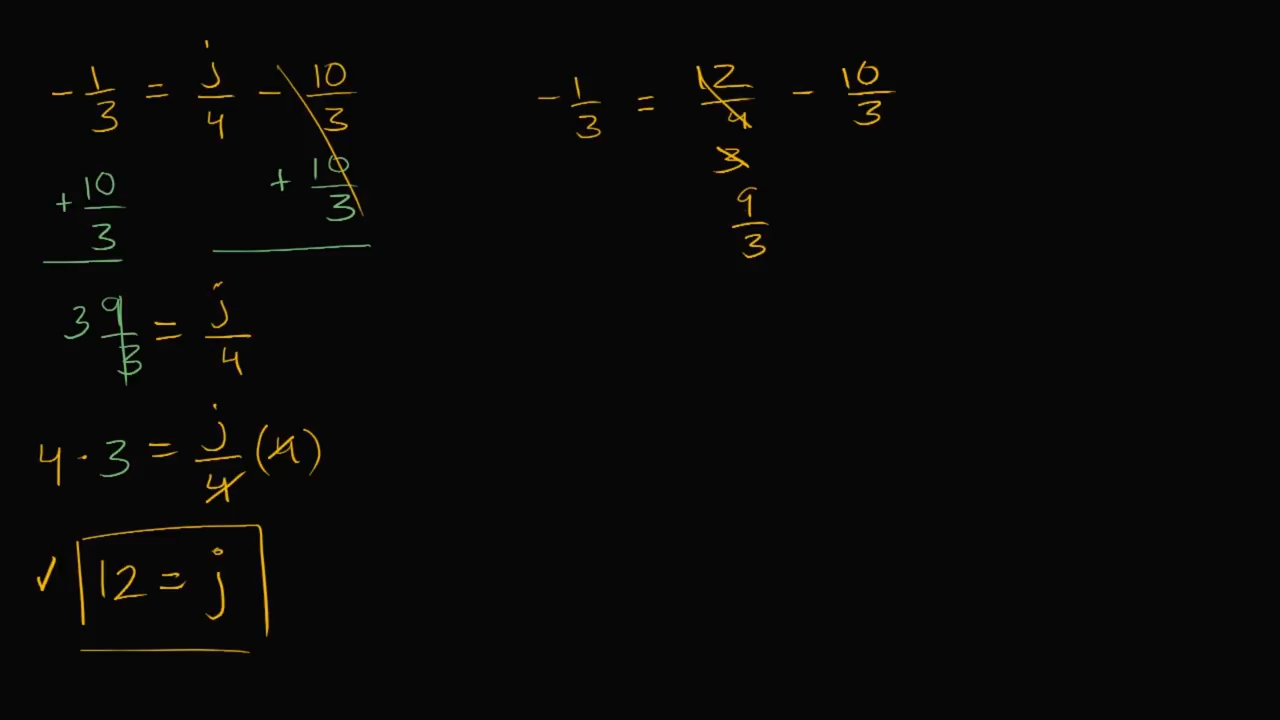 -1/3 = j/4 - 10/3
+ 10/3 + 10/3
3 9/3 = j/4
4 · 3 = j/4 (4)
✓ 12 = j
-1/3 = 12/4 - 10/3
3
9/3